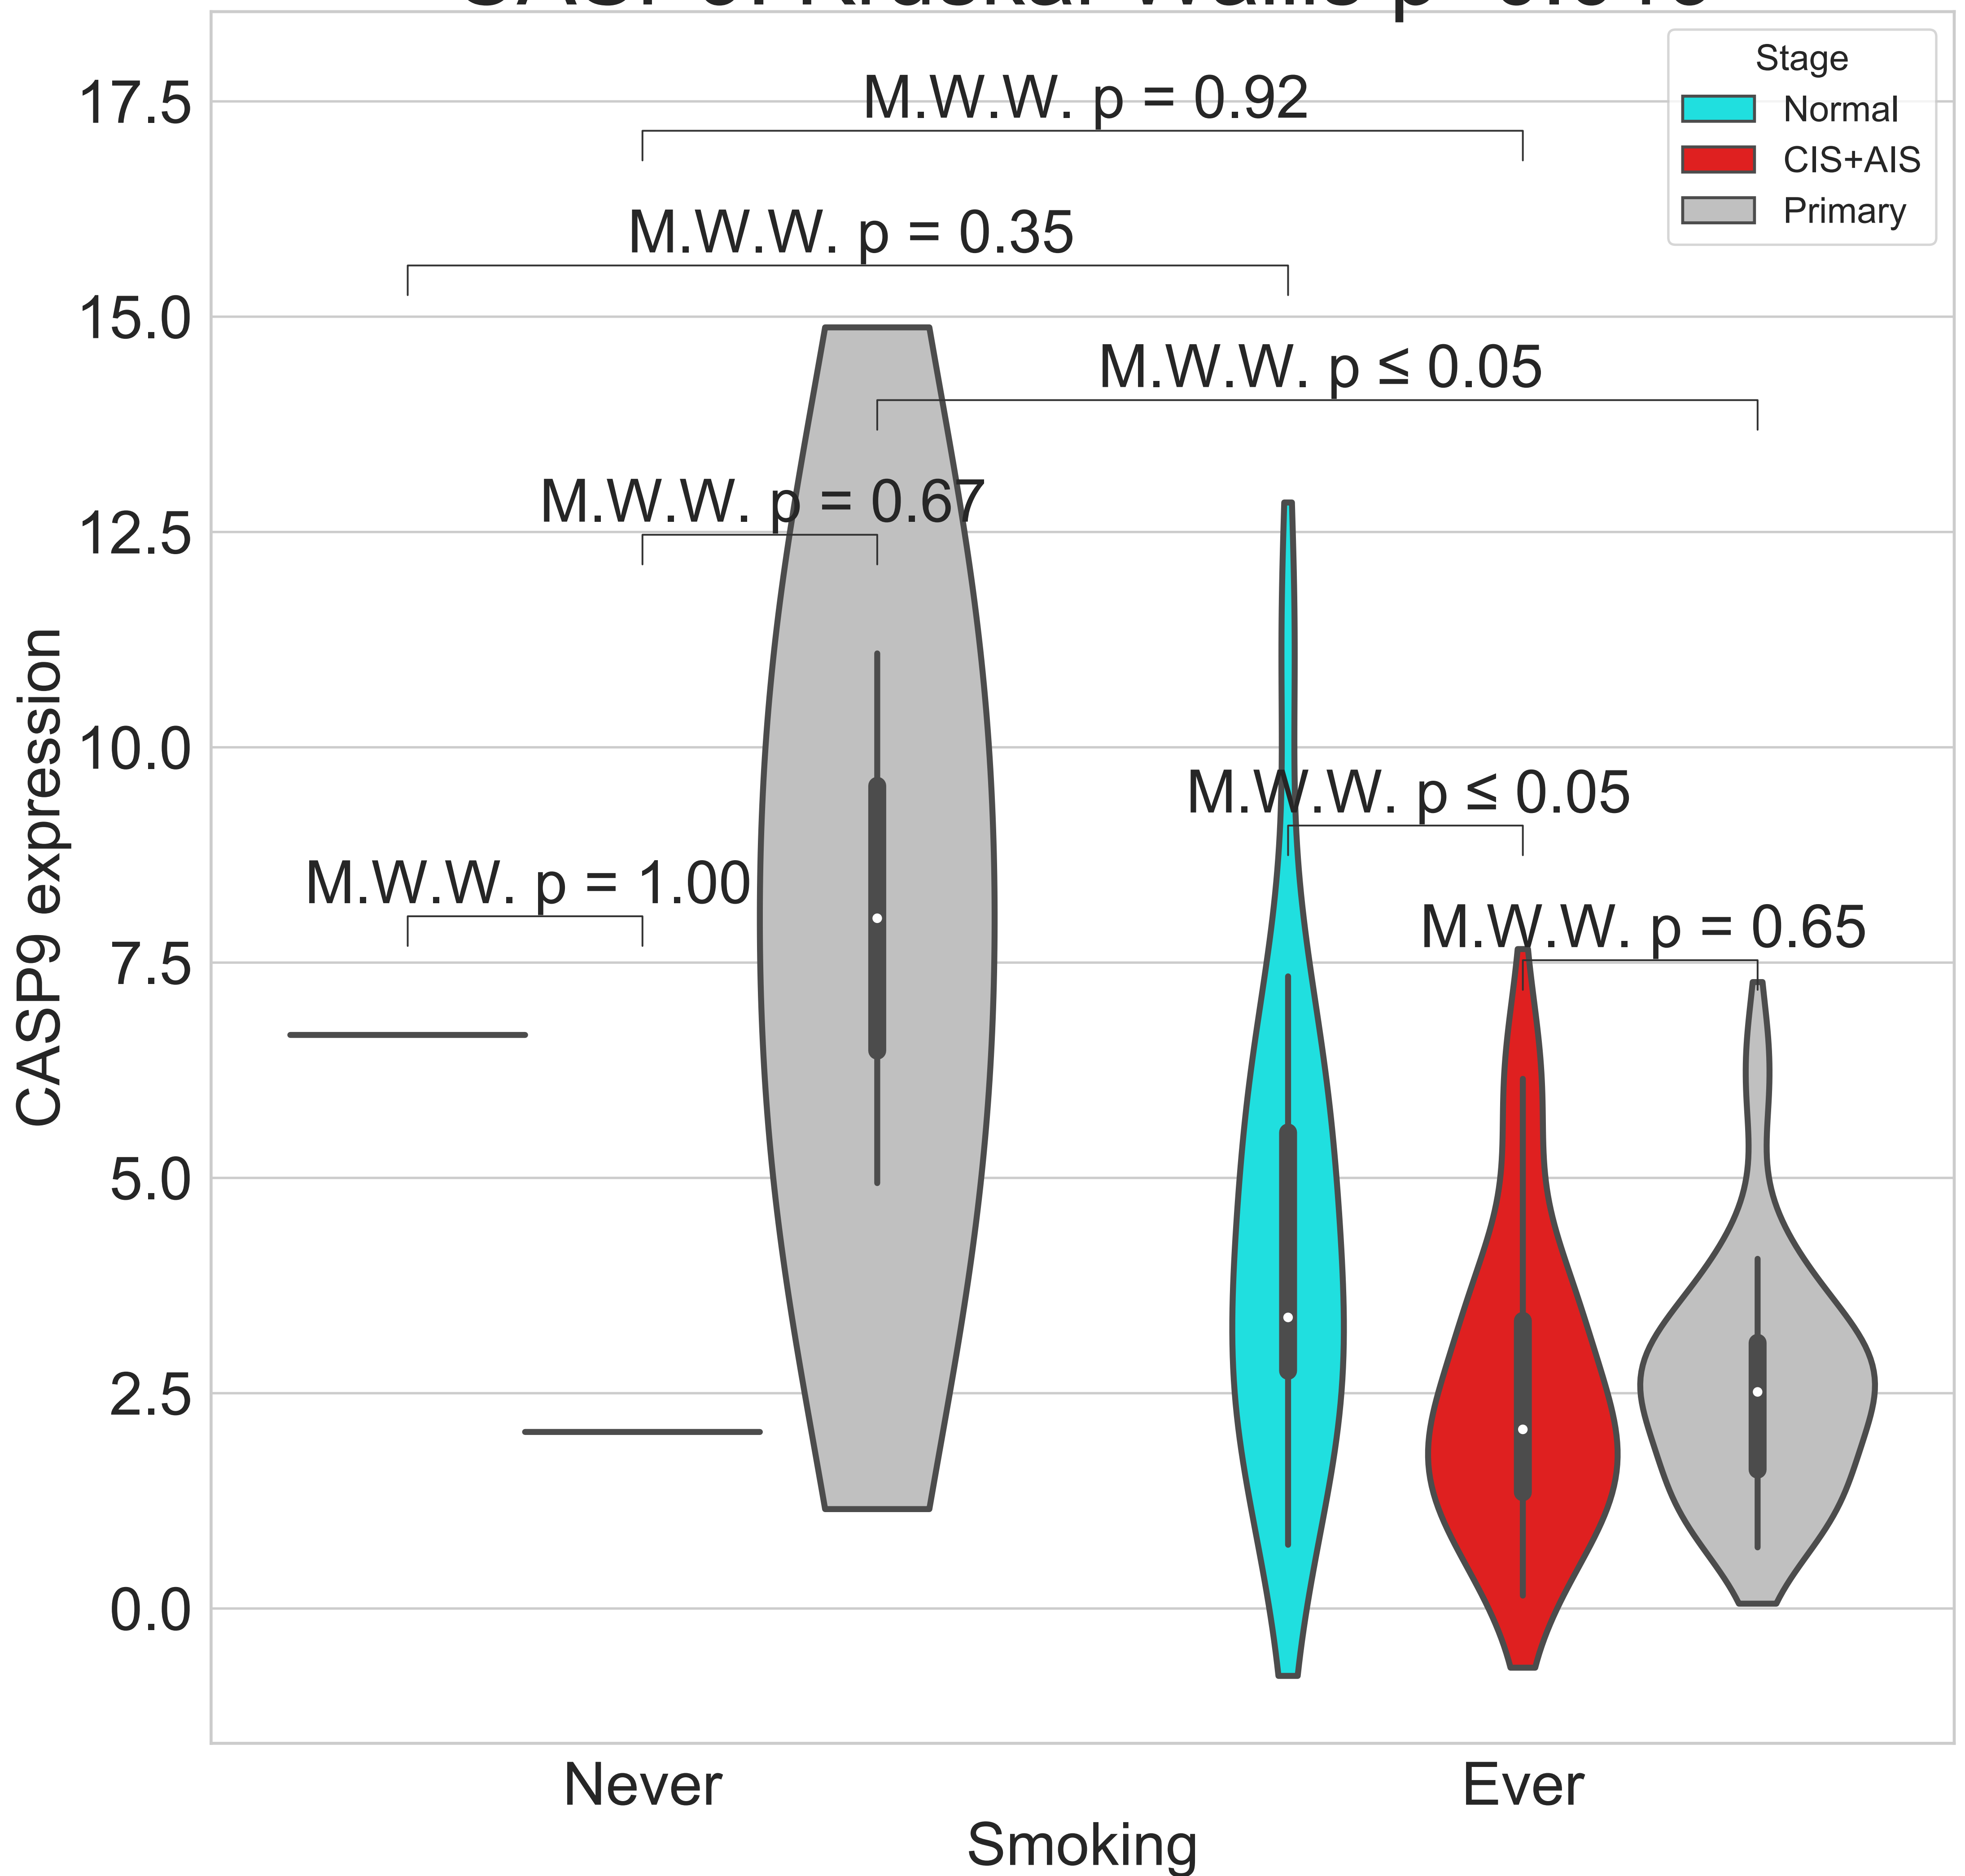 Stage
Normal
CIS+AIS
Primary
M.W.W. p = 0.92
M.W.W. p = 0.35
M.W.W. p ≤ 0.05
M.W.W. p = 0.67
M.W.W. p ≤ 0.05
M.W.W. p = 1.00
M.W.W. p = 0.65
17.5
15.0
12.5
10.0
7.5
5.0
2.5
0.0
CASP9 expression
Never
Ever
Smoking